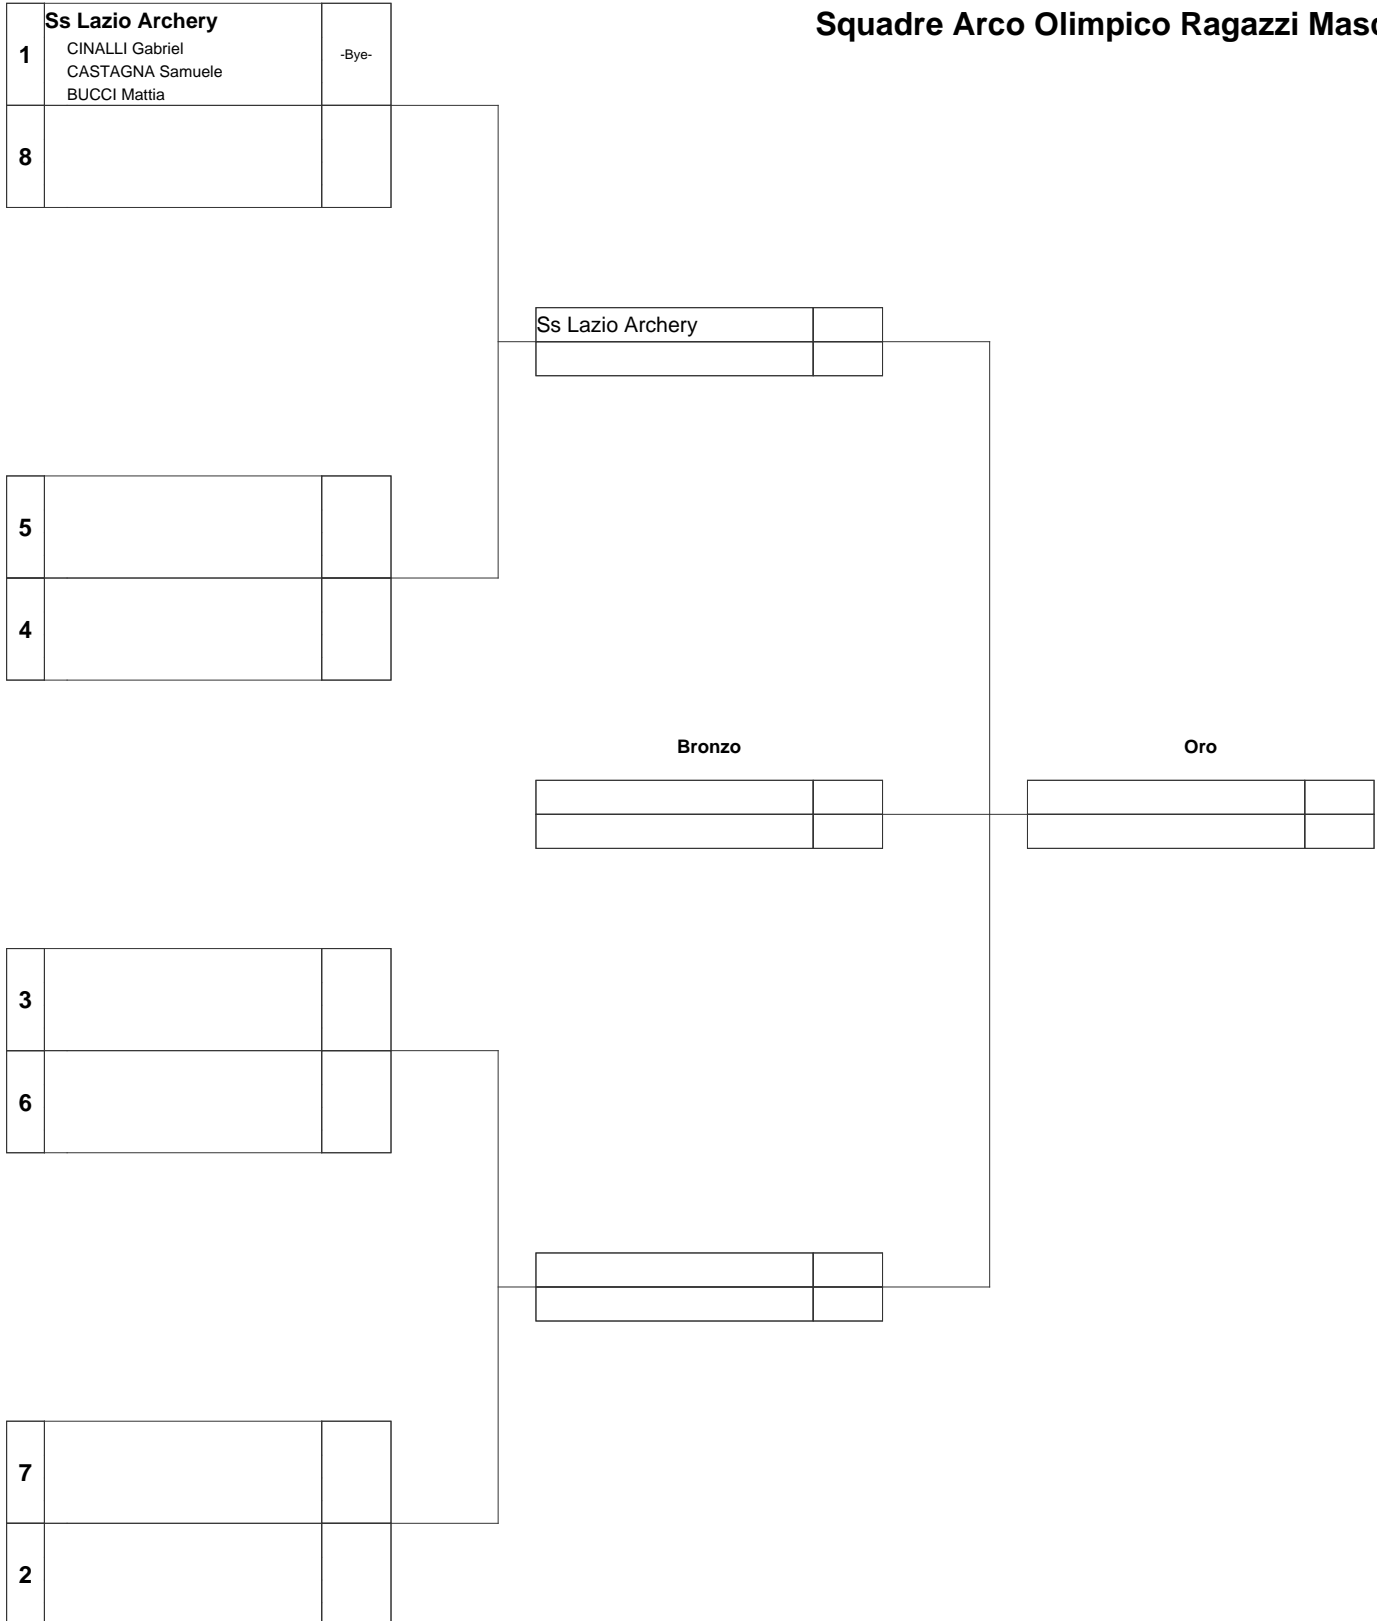 Squadre Arco Olimpico Ragazzi
1
Ss Lazio Archery
CINALLI Gabriel
CASTAGNA Samuele
BUCCI Mattia
-Bye-
8
Ss Lazio Archery
5
4
Bronzo
Oro
3
6
7
2